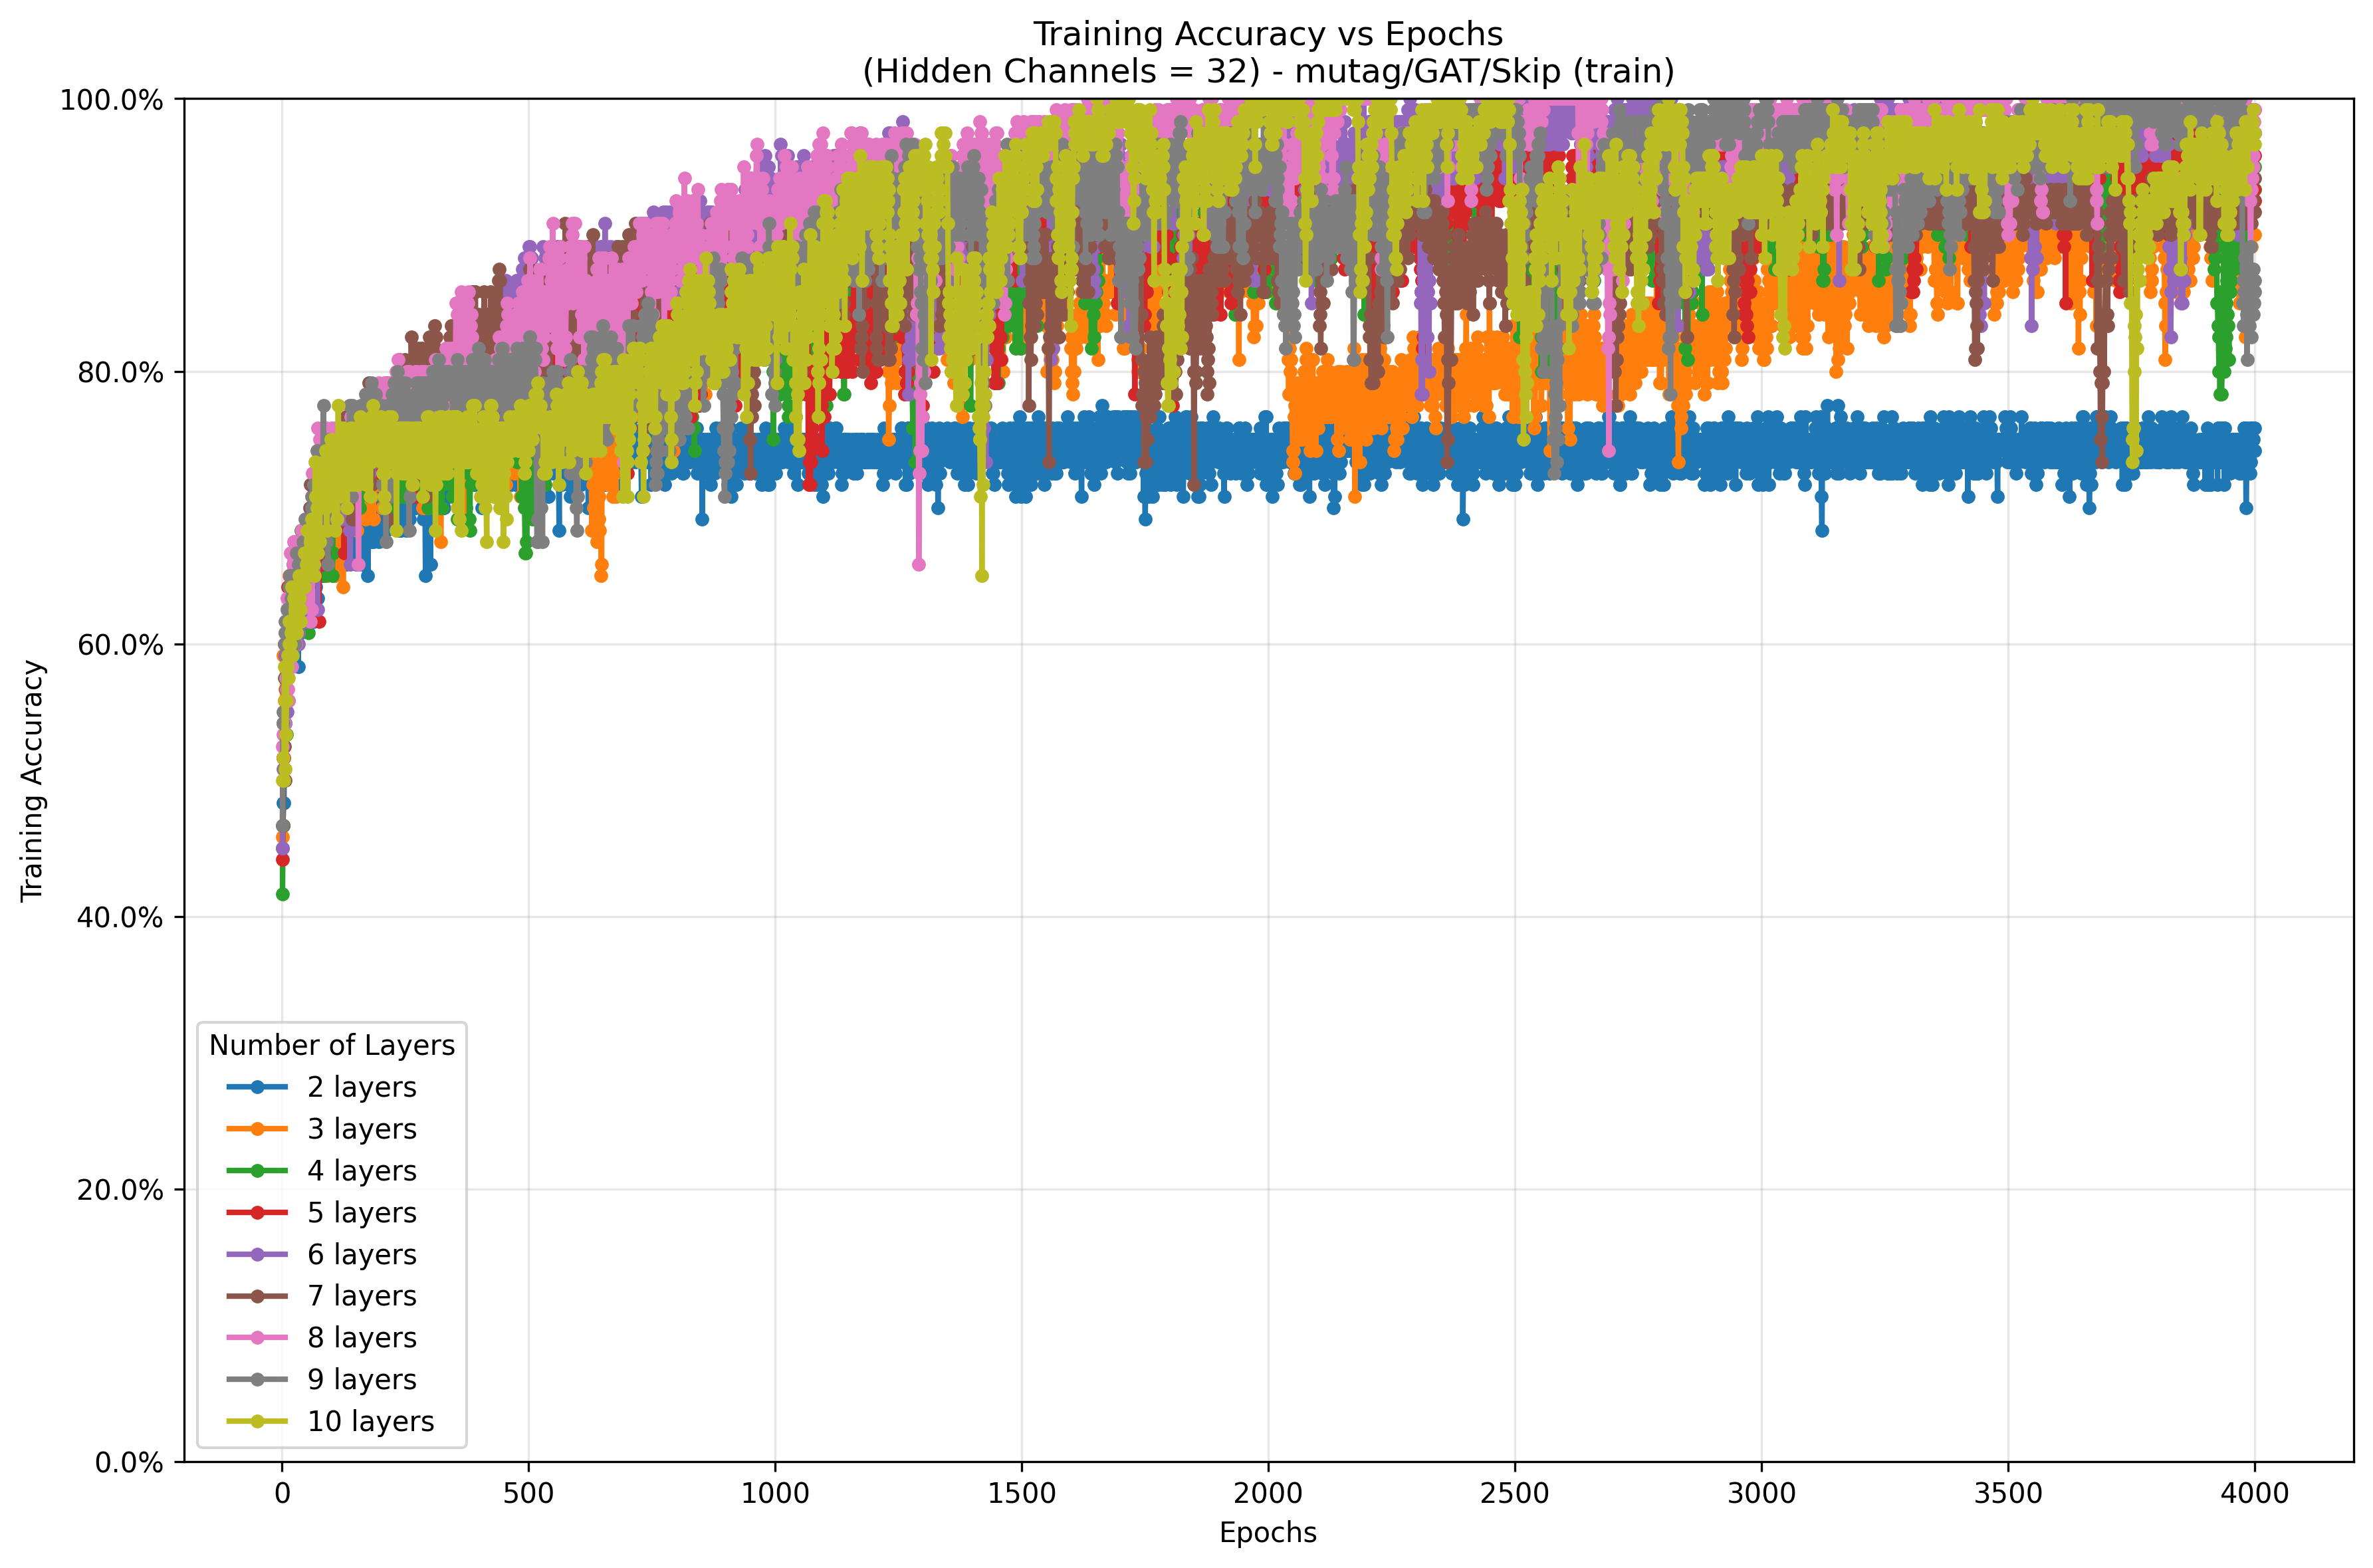 Training Accuracy vs Epochs
(Hidden Channels = 32) - mutag/GAT/Skip (train)
100.0%
80.0%
60.0%
40.0%
20.0%
0.0%
Training Accuracy
Number of Layers
2 layers
3 layers
4 layers
5 layers
6 layers
7 layers
8 layers
9 layers
10 layers
0
500
1000
1500
2000
2500
3000
3500
4000
Epochs